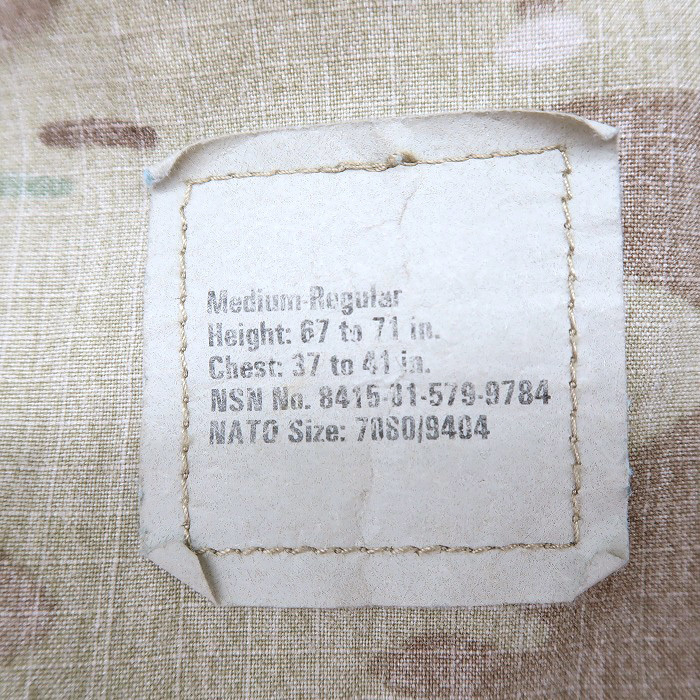 Medium-Regular
Height: 67 to 71 in.
Chest: 37 to 41 in.
NSN No. 8415-01-579-9784
NATO Size: 7080/9404